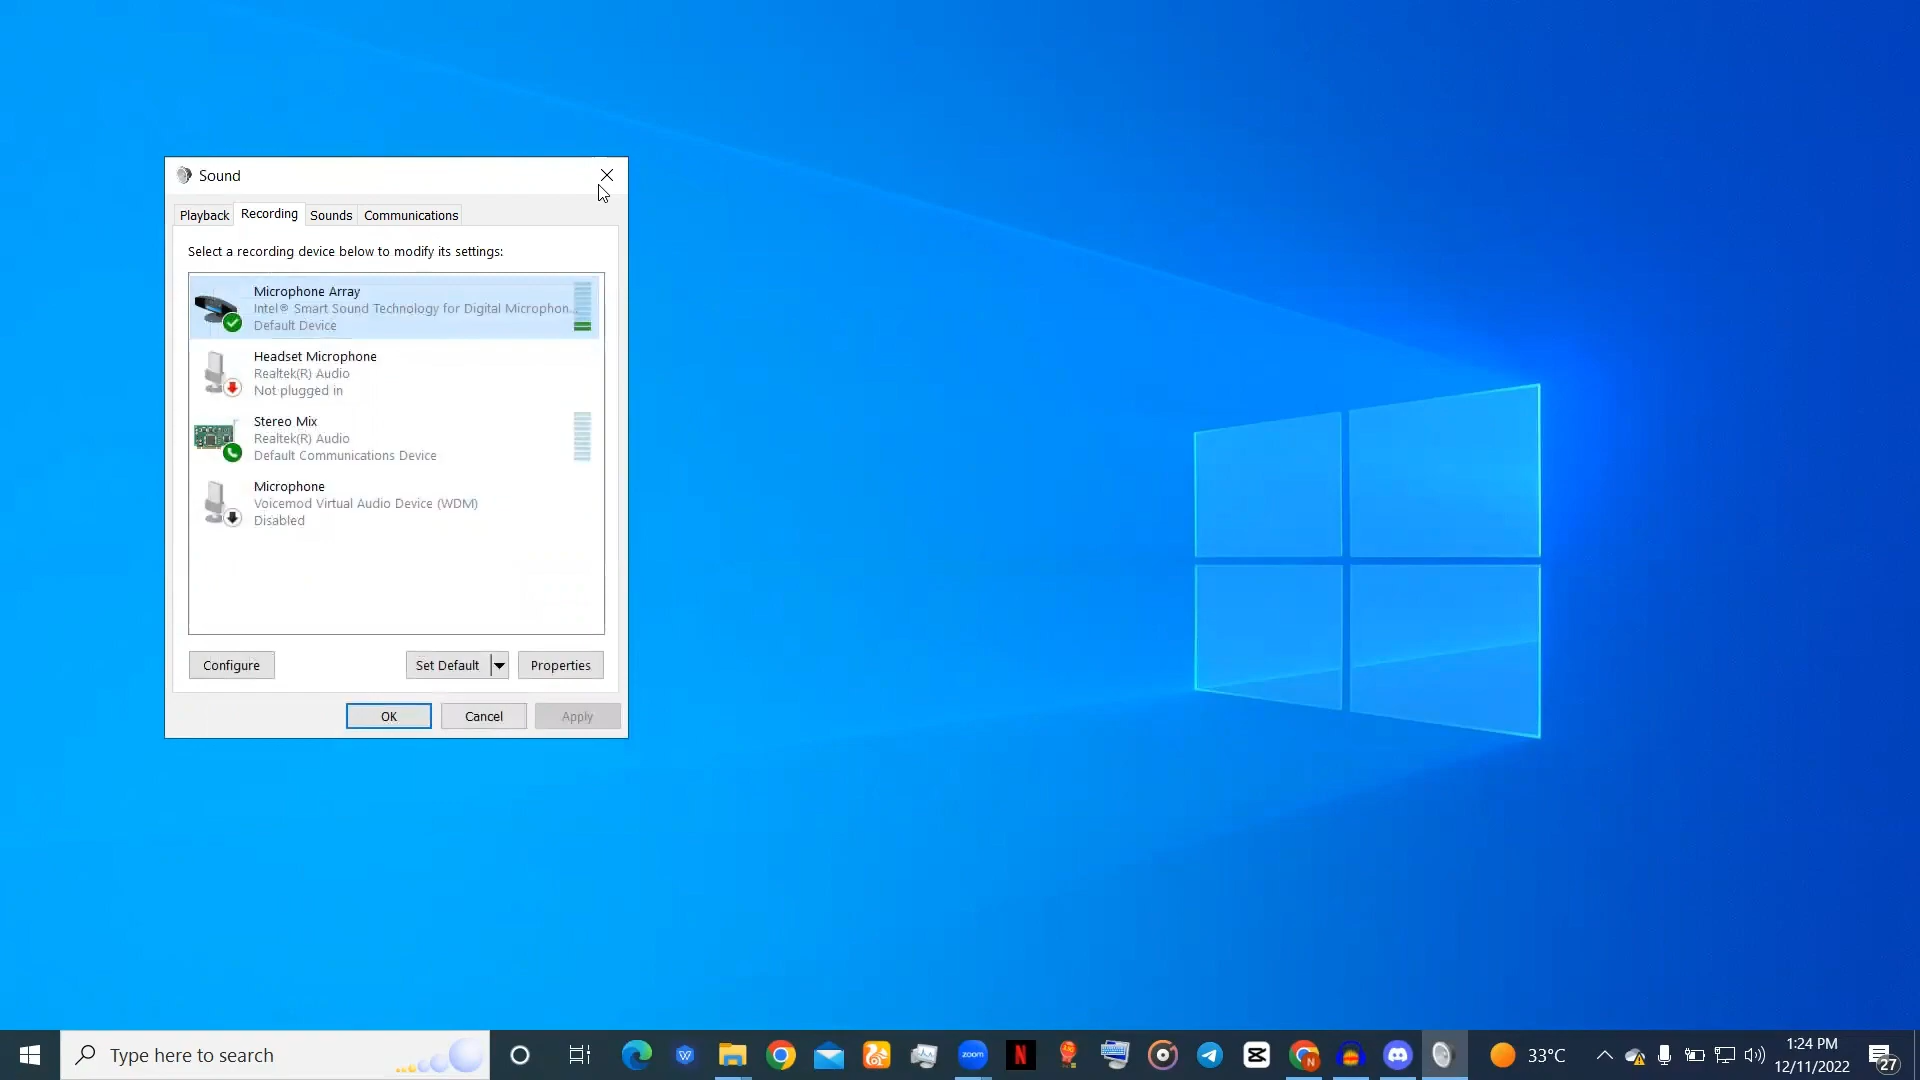 Sound
Playback
Recording
Sounds
Communications
Select a recording device below to modify its settings:
Microphone Array
Intel® Smart Sound Technology for Digital Microphon...
Default Device
Headset Microphone
Realtek(R) Audio
Not plugged in
Stereo Mix
Realtek(R) Audio
Default Communications Device
Microphone
Voicemod Virtual Audio Device (WDM)
Disabled
Configure
Set Default
Properties
OK
Cancel
Apply
Type here to search
W
zoom
N
N
33°C
1:24 PM
12/11/2022
27